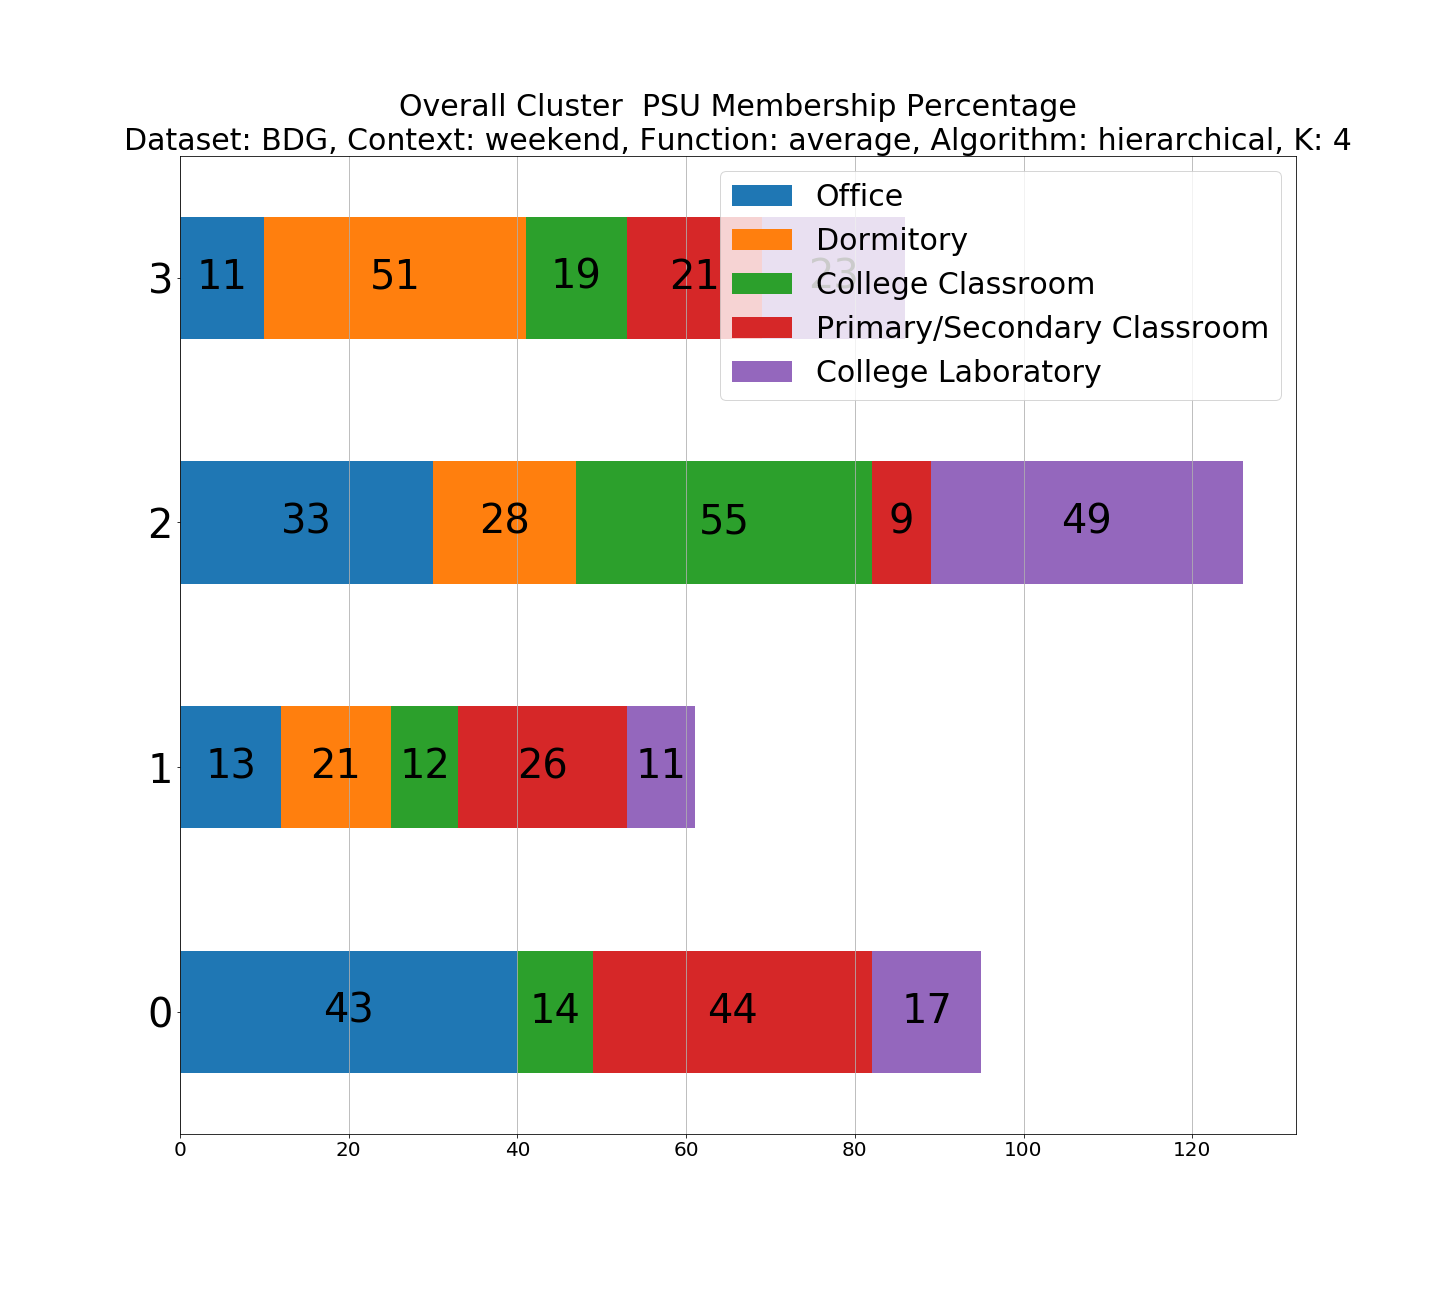 Overall Cluster  PSU Membership Percentage
Dataset: BDG, Context: weekend, Function: average, Algorithm: hierarchical, K: 4
Office
Dormitory
College Classroom
Primary/Secondary Classroom
College Laboratory
3 11 51 19 21 23
2 33 28 55 9 49
1 13 21 12 26 11
0 43 14 44 17
0 20 40 60 80 100 120